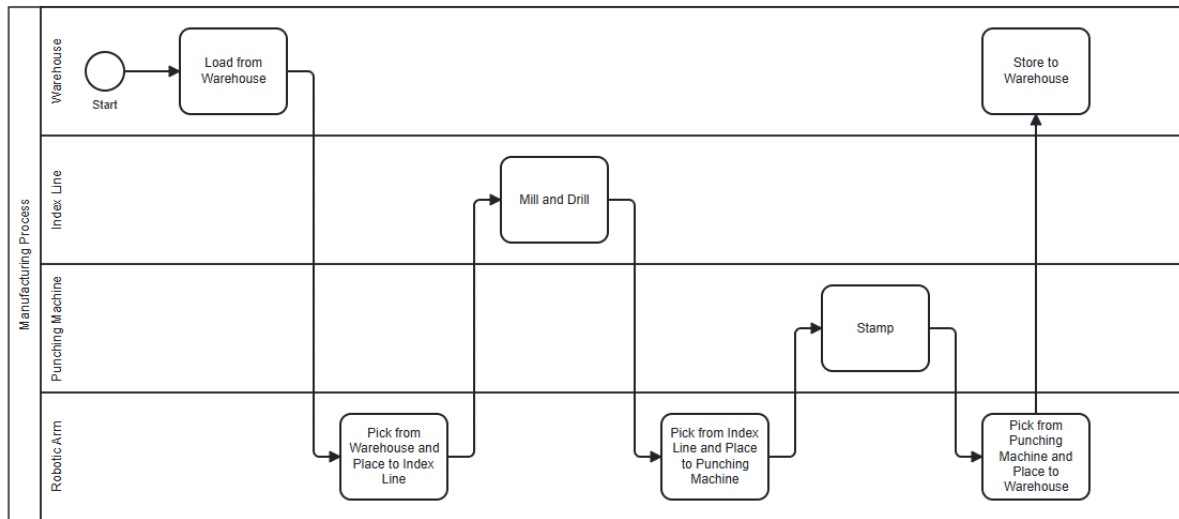 Manufacturing Process
Warehouse
Start
Load from
Warehouse
Store to
Warehouse
Index Line
Mill and Drill
Punching Machine
Stamp
Robotic Arm
Pick from
Warehouse and
Place to Index
Line
Pick from Index
Line and Place
to Punching
Machine
Pick from
Punching
Machine and
Place to
Warehouse